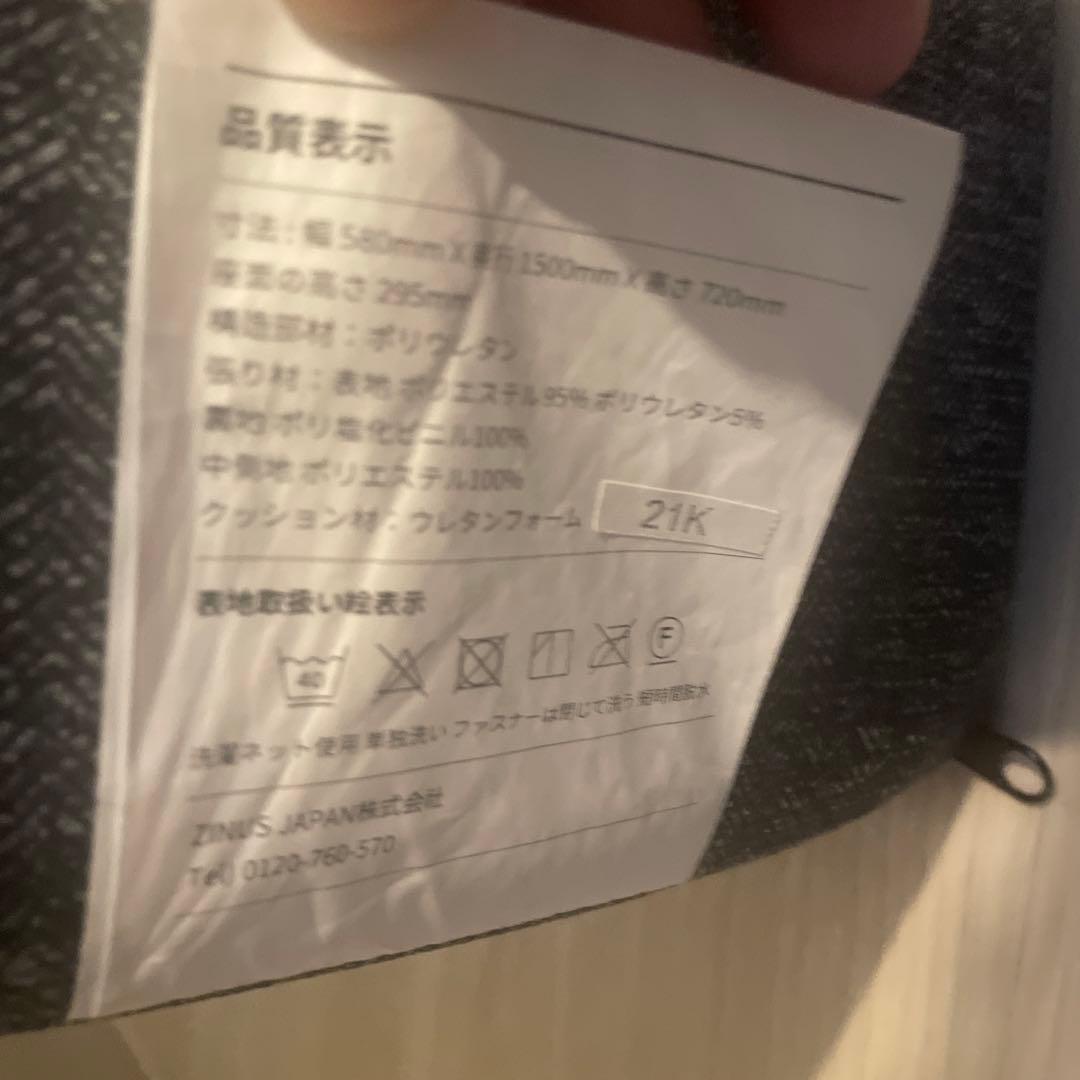 品質表示
寸法 : 幅 580mm X 奥行 1500mm X 高さ 720mm
座面の高さ 295mm
構造部材 : ポリウレタン
張り材 : 表地 ポリエステル95% ポリウレタン5%
裏地 ポリ塩化ビニル100%
中側地 ポリエステル100%
クッション材 : ウレタンフォーム 21K
表地取扱い絵表示
40 F
洗濯ネット使用 単独洗い ファスナーは閉じて洗う 短時間脱水
ZINUS JAPAN株式会社
Tel) 0120-760-570